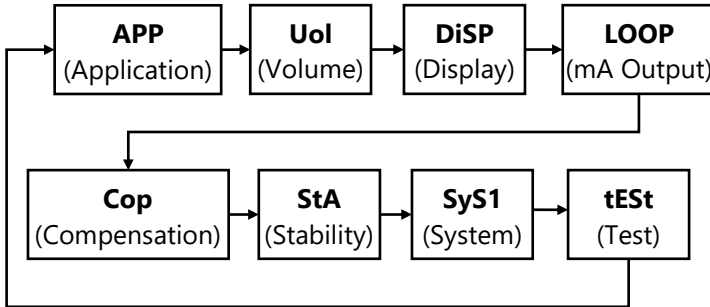 APP
(Application)
Uol
(Volume)
DiSP
(Display)
LOOP
(mA Output)
Cop
(Compensation)
StA
(Stability)
SyS1
(System)
tESt
(Test)